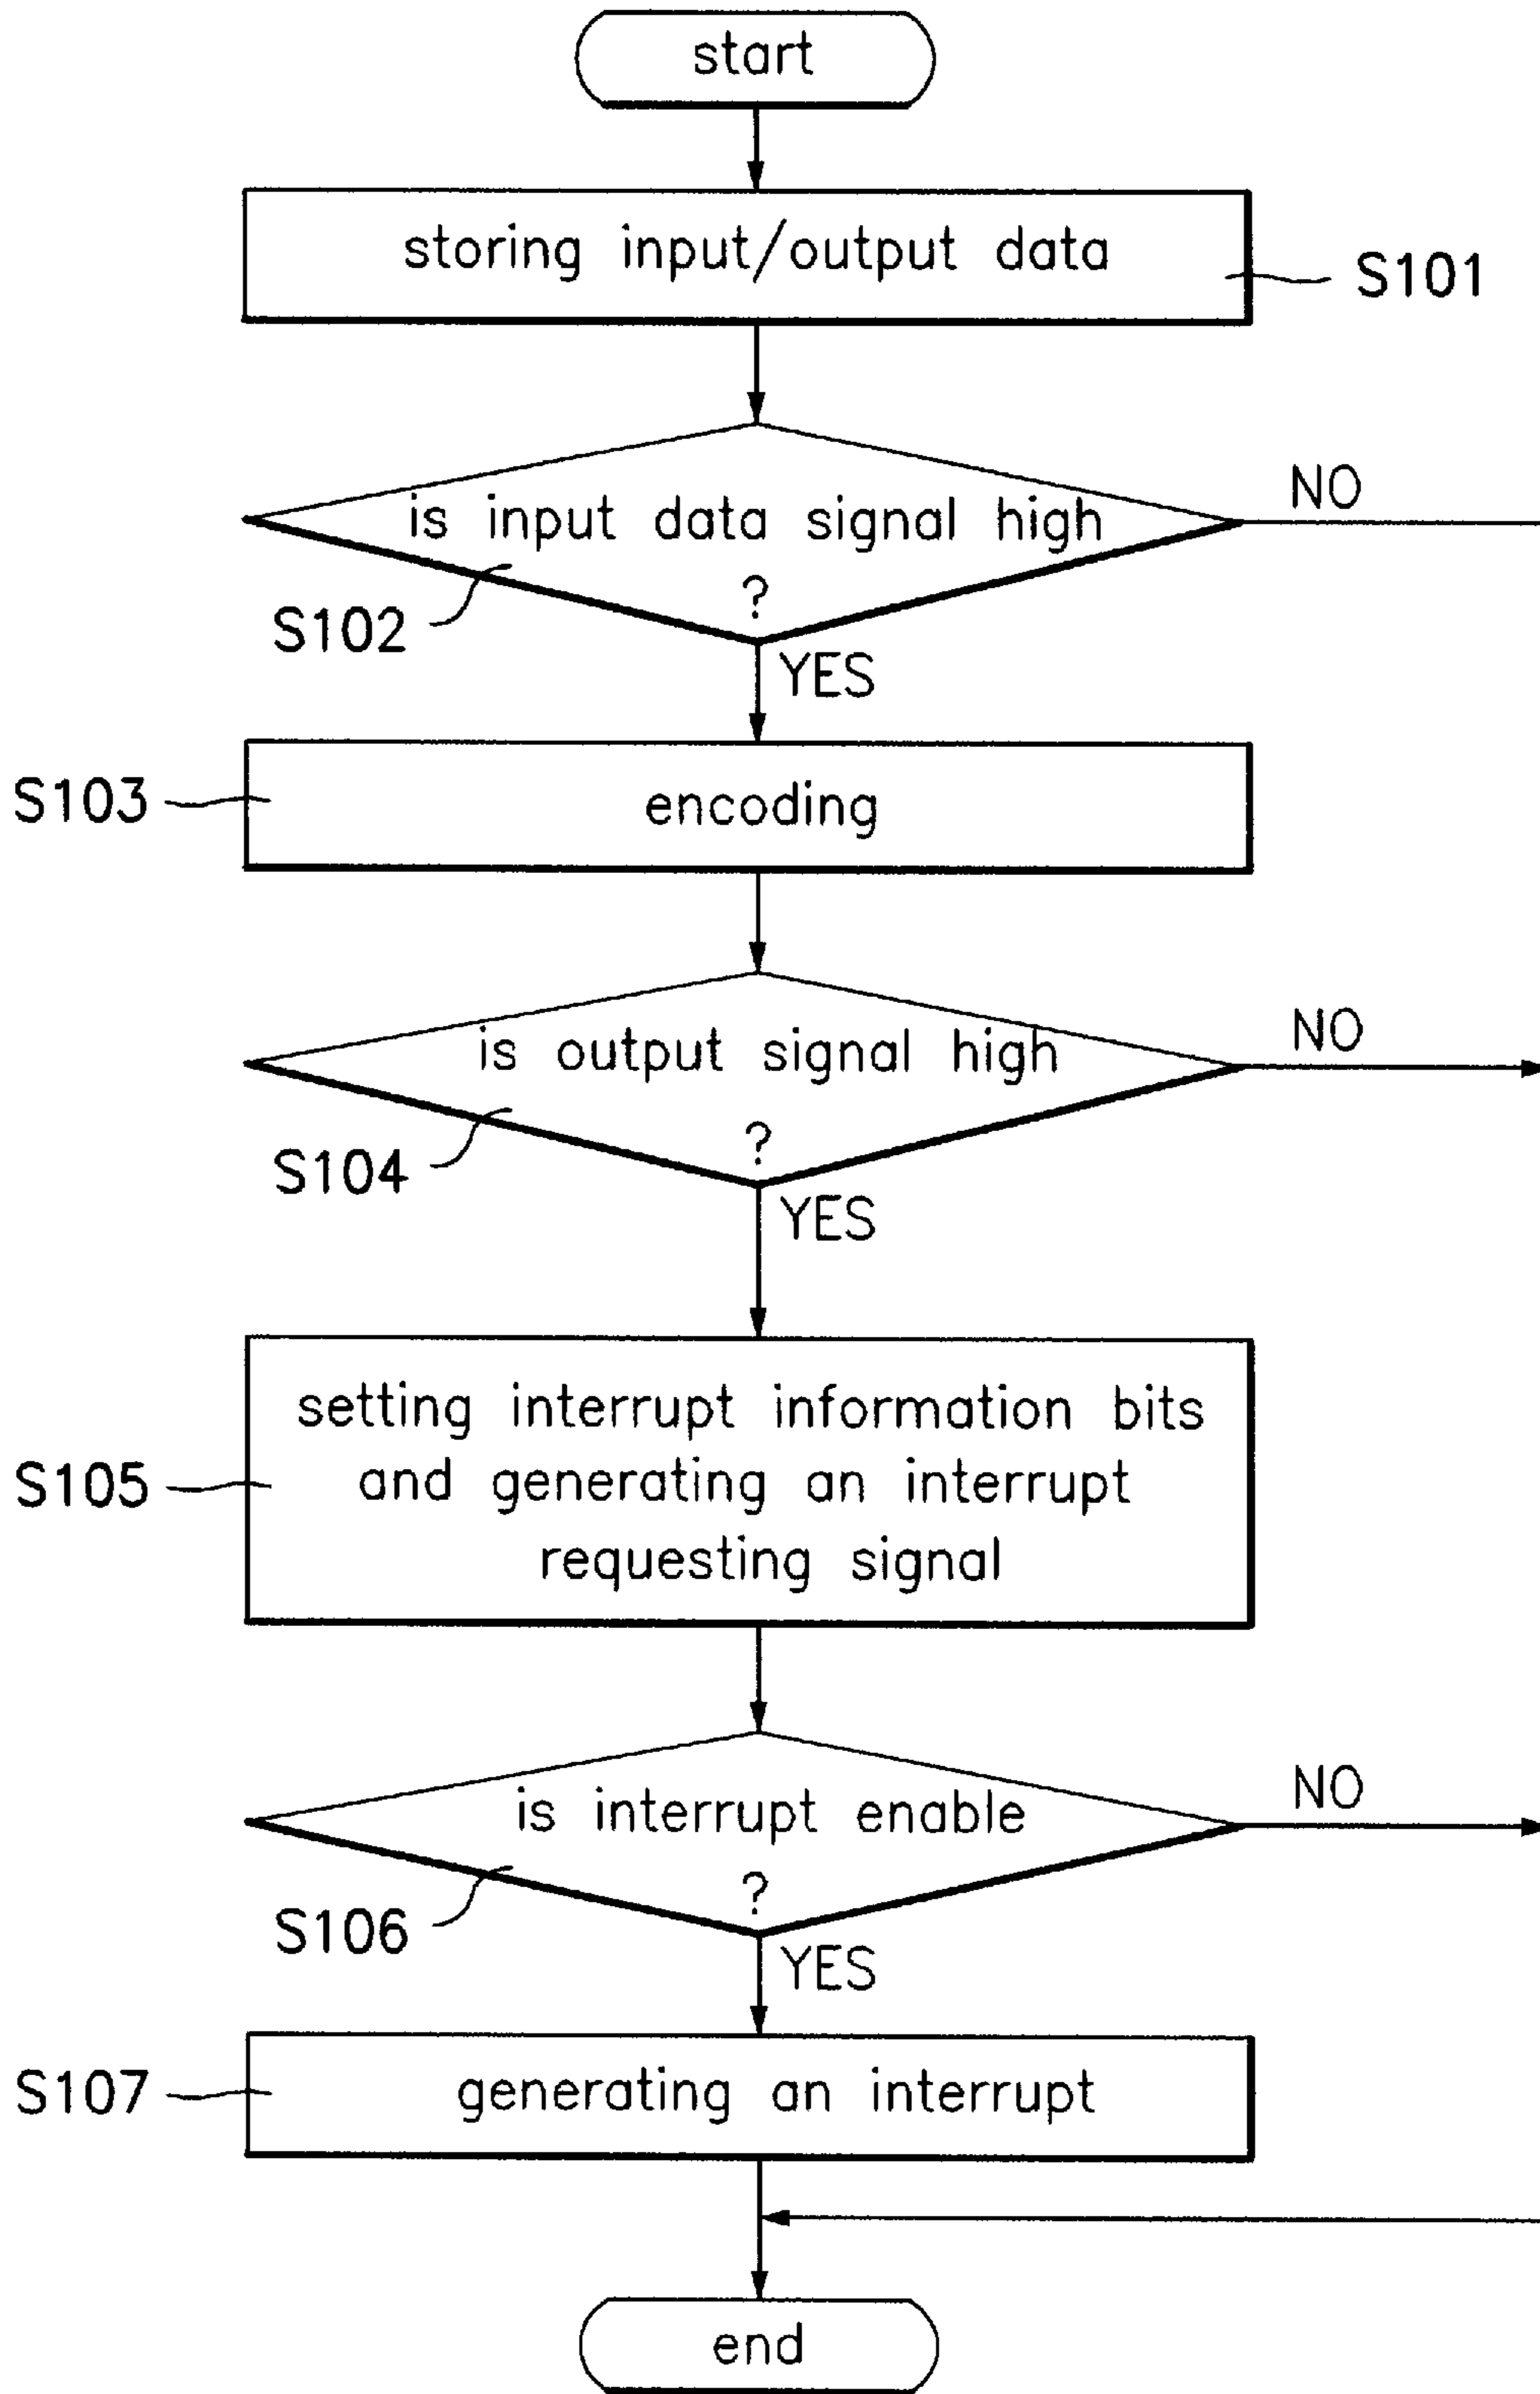 start
storing input/output data
S101
is input data signal high
?
NO
S102
YES
S103
encoding
is output signal high
?
NO
S104
YES
S105
setting interrupt information bits
and generating an interrupt
requesting signal
is interrupt enable
?
NO
S106
YES
S107
generating an interrupt
end